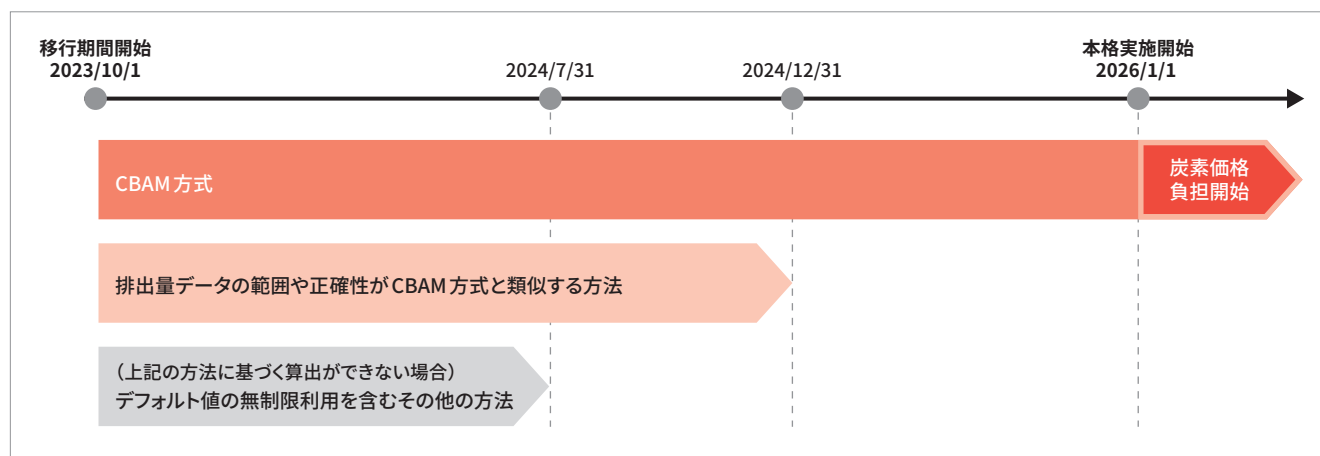 移行期間開始
2023/10/1
2024/7/31
2024/12/31
本格実施開始
2026/1/1
CBAM方式
炭素価格
負担開始
排出量データの範囲や正確性がCBAM方式と類似する方法
（上記の方法に基づく算出ができない場合）
デフォルト値の無制限利用を含むその他の方法